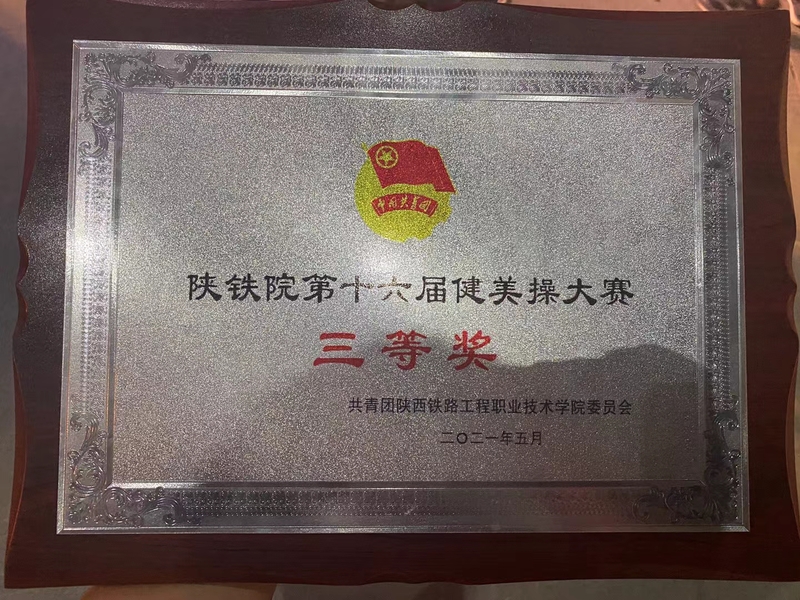 中国共青团
陕铁院第十六届健美操大赛
三等奖
共青团陕西铁路工程职业技术学院委员会
二〇二一年五月